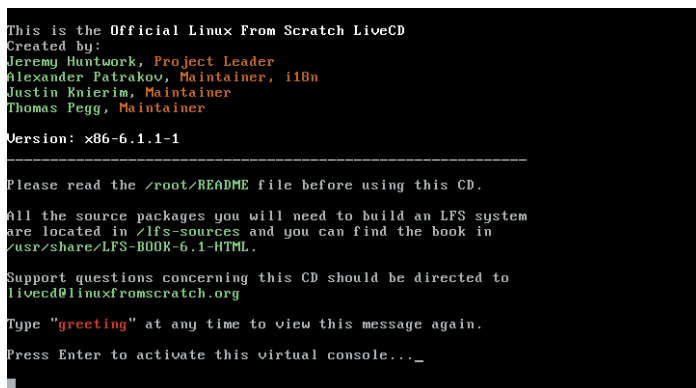 This is the Official Linux From Scratch LiveCD
Created by:
Jeremy Huntwork, Project Leader
Alexander Patrakov, Maintainer, i18n
Justin Knierim, Maintainer
Thomas Pegg, Maintainer
Version: x86-6.1.1-1
Please read the /root/README file before using this CD.
All the source packages you will need to build an LFS system
are located in /lfs-sources and you can find the book in
/usr/share/LFS-BOOK-6.1-HTML.
Support questions concerning this CD should be directed to
livecd@linuxfromscratch.org
Type "greeting" at any time to view this message again.
Press Enter to activate this virtual console..._